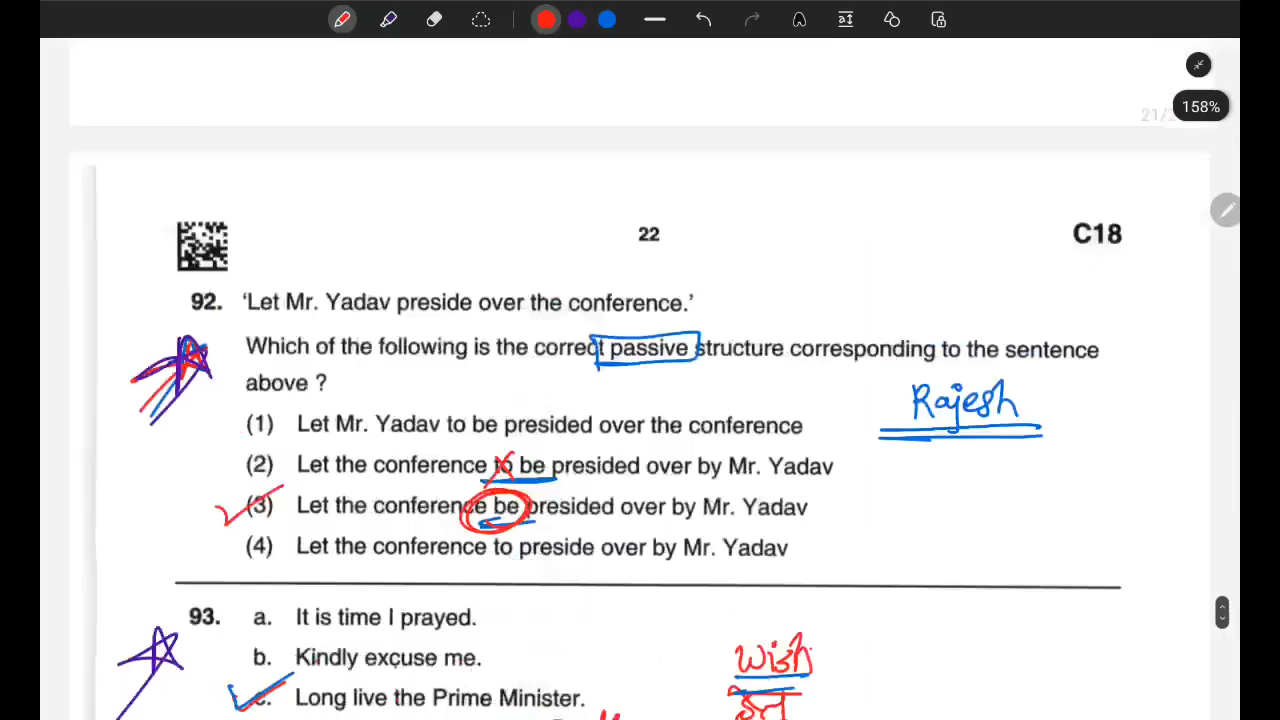 158%
22
C18
92. 'Let Mr. Yadav preside over the conference.'
Which of the following is the correct passive structure corresponding to the sentence
above ?
Rajesh
(1) Let Mr. Yadav to be presided over the conference
(2) Let the conference to be presided over by Mr. Yadav
(3) Let the conference be presided over by Mr. Yadav
(4) Let the conference to preside over by Mr. Yadav
93. a. It is time I prayed.
b. Kindly excuse me.
Wish
c. Long live the Prime Minister.